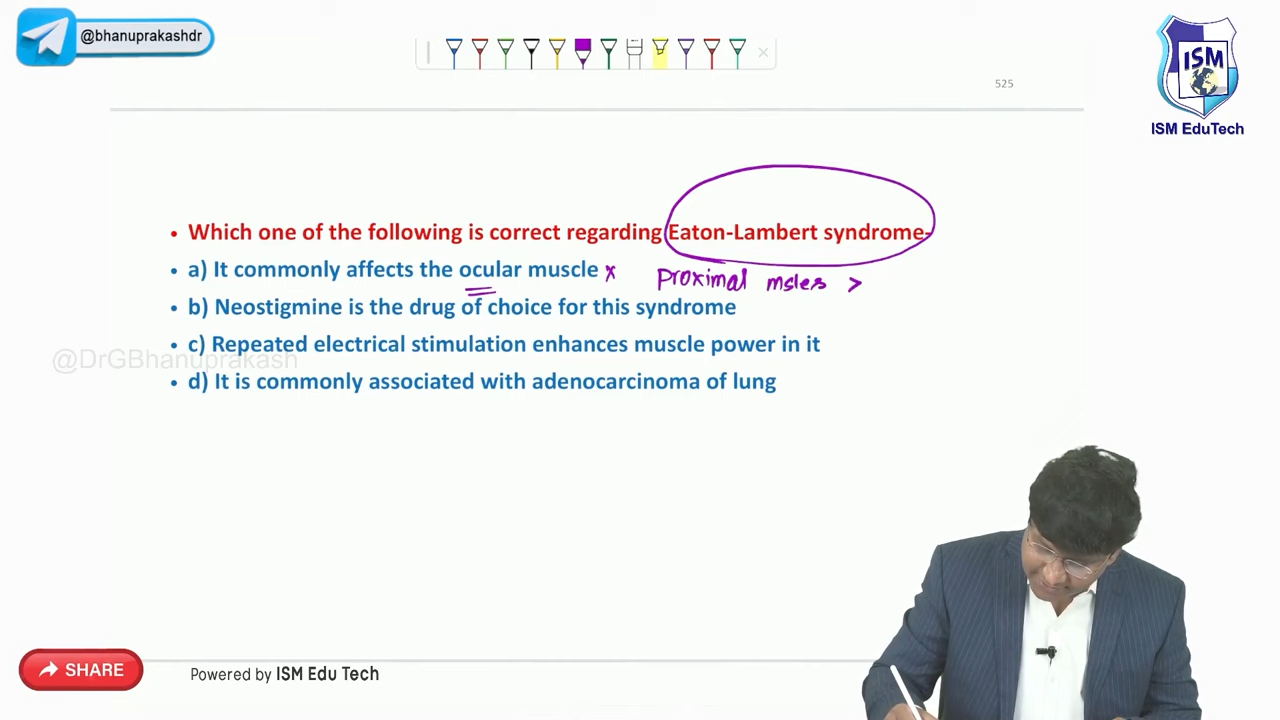 @bhanuprakashdr
525
ISM
ISM EduTech
• Which one of the following is correct regarding Eaton-Lambert syndrome-
• a) It commonly affects the ocular muscle x Proximal msles >
• b) Neostigmine is the drug of choice for this syndrome
• c) Repeated electrical stimulation enhances muscle power in it
@DrGBhanuprakash
• d) It is commonly associated with adenocarcinoma of lung
SHARE
Powered by ISM Edu Tech